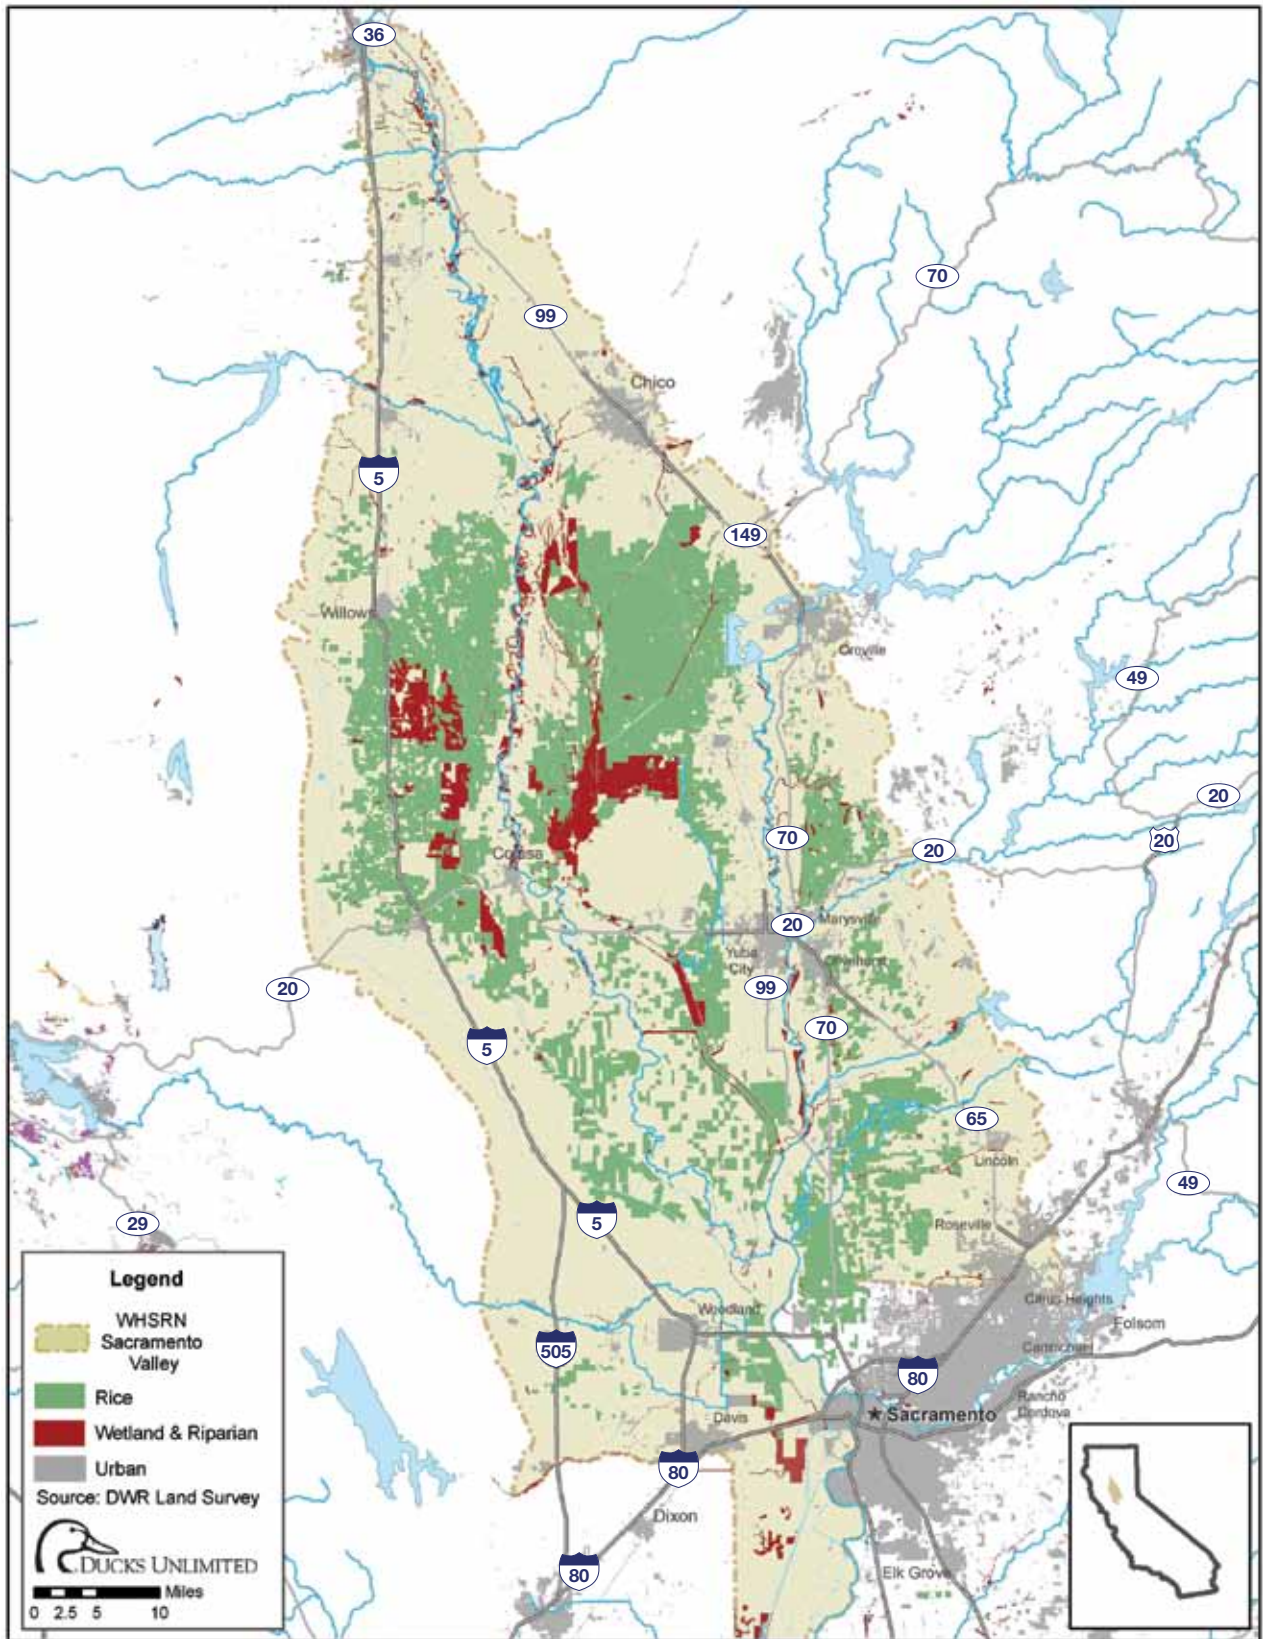 36
99
70
Chico
5
149
Willows
Oroville
49
20
70
20
20
Colusa
20
Marysville
Yuba
City
Olivehurst
99
20
70
5
65
Lincoln
49
5
29
Roseville
Woodland
Citrus Heights
Folsom
Carmichael
505
80
Rancho
Cordova
Davis
Sacramento
80
Dixon
80
Elk Grove
Legend
WHSRN
Sacramento
Valley
Rice
Wetland & Riparian
Urban
Source: DWR Land Survey
DUCKS UNLIMITED
Miles
0 2.5 5 10